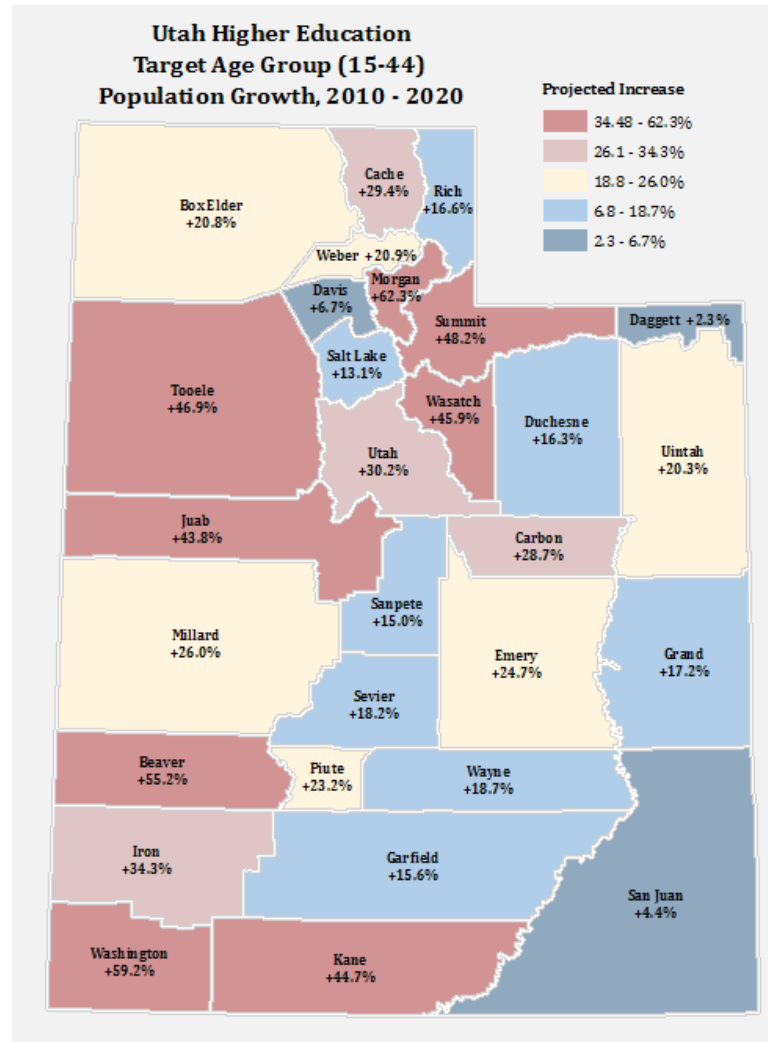 Utah Higher Education
Target Age Group (15-44)
Population Growth, 2010 - 2020
Projected Increase
34.48 - 62.3%
26.1 - 34.3%
18.8 - 26.0%
6.8 - 18.7%
2.3 - 6.7%
Cache
+29.4%
Rich
+16.6%
Box Elder
+20.8%
Weber +20.9%
Morgan
+62.3%
Davis
+6.7%
Summit
+48.2%
Daggett +2.3%
Salt Lake
+13.1%
Tooele
+46.9%
Wasatch
+45.9%
Duchesne
+16.3%
Utah
+30.2%
Uintah
+20.3%
Juab
+43.8%
Carbon
+28.7%
Sanpete
+15.0%
Millard
+26.0%
Emery
+24.7%
Grand
+17.2%
Sevier
+18.2%
Beaver
+55.2%
Piute
+23.2%
Wayne
+18.7%
Iron
+34.3%
Garfield
+15.6%
San Juan
+4.4%
Washington
+59.2%
Kane
+44.7%